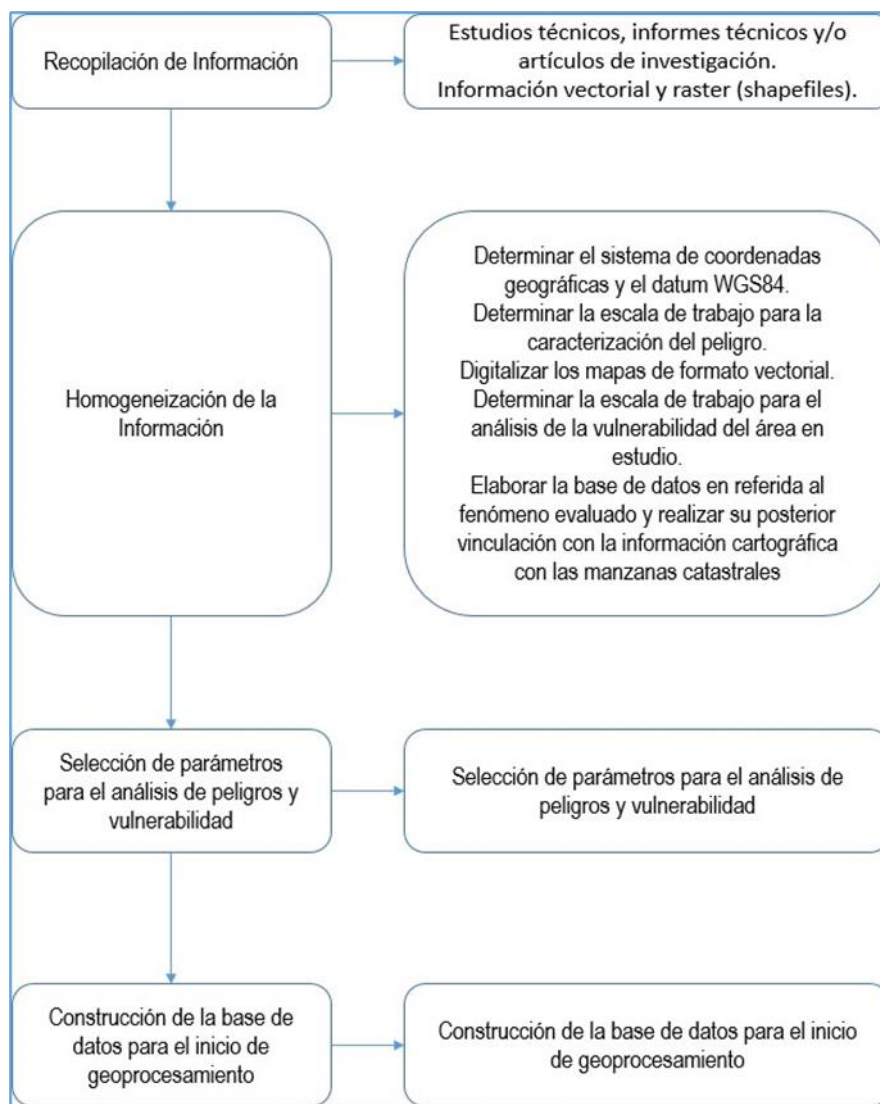 Recopilación de Información
Estudios técnicos, informes técnicos y/o
artículos de investigación.
Información vectorial y raster (shapefiles).
Homogeneización de la
Información
Determinar el sistema de coordenadas
geográficas y el datum WGS84.
Determinar la escala de trabajo para la
caracterización del peligro.
Digitalizar los mapas de formato vectorial.
Determinar la escala de trabajo para el
análisis de la vulnerabilidad del área en
estudio.
Elaborar la base de datos en referida al
fenómeno evaluado y realizar su posterior
vinculación con la información cartográfica
con las manzanas catastrales
Selección de parámetros
para el análisis de peligros y
vulnerabilidad
Selección de parámetros para el análisis de
peligros y vulnerabilidad
Construcción de la base de
datos para el inicio de
geoprocesamiento
Construcción de la base de datos para el inicio
de geoprocesamiento